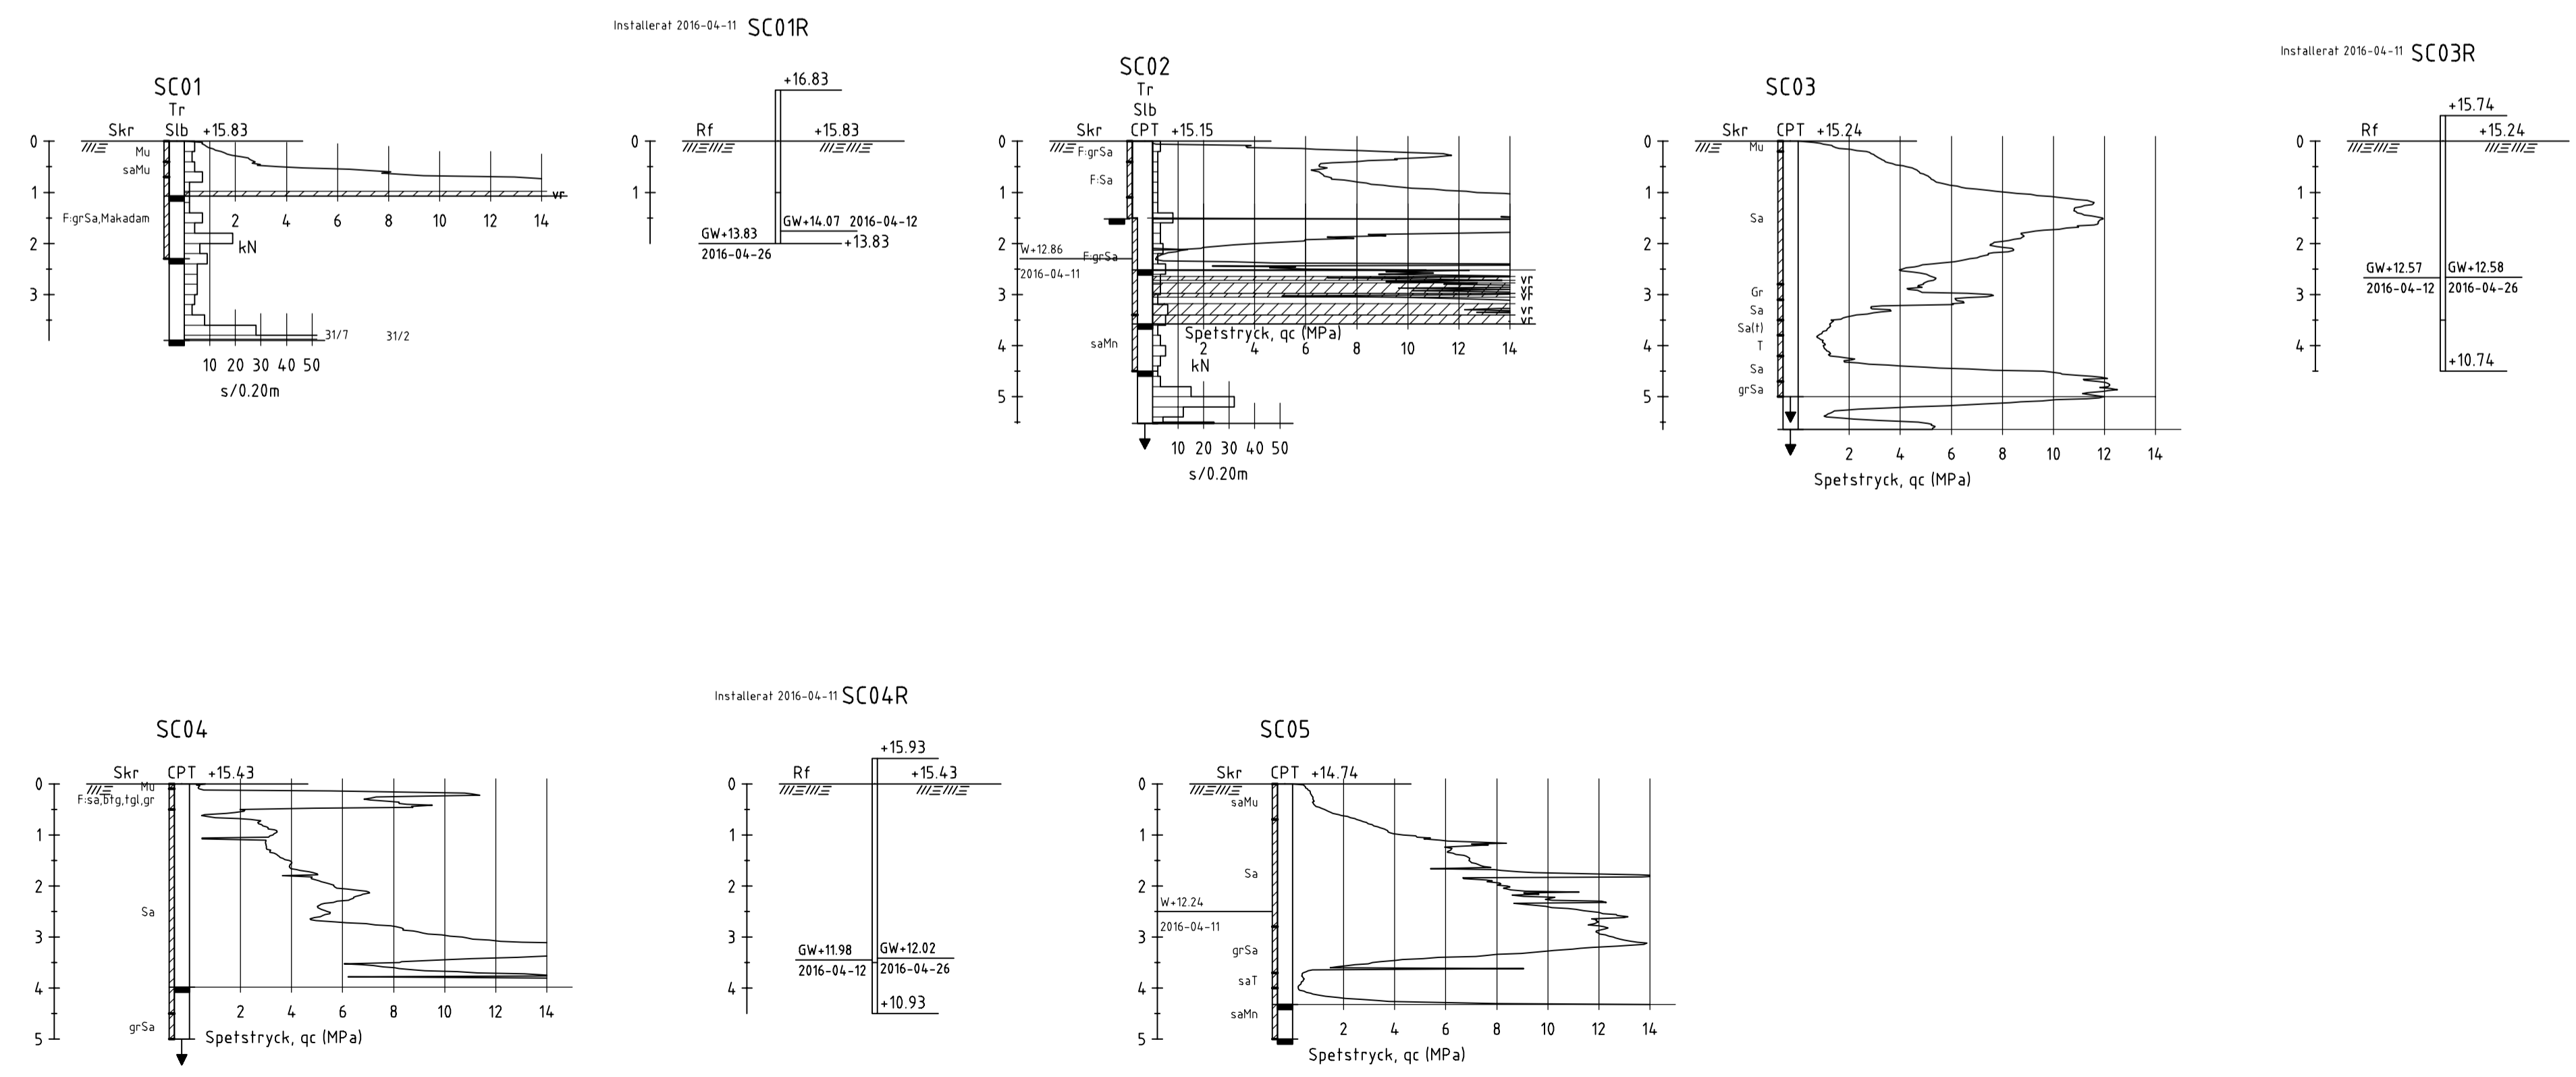 SC01
Tr
Skr Slb +15.83
0
Mu
saMu
1
vr
F:grSa,Makadam
2 4 6 8 10 12 14
2
kN
3
31/7 31/2
10 20 30 40 50
s/0.20m
Installerat 2016-04-11 SC01R
+16.83
Rf +15.83
0
1
GW+14.07 2016-04-12
GW+13.83
+13.83
2016-04-26
SC02
Tr
Slb
Skr CPT +15.15
0
F:grSa
F:Sa
1
2
W+12.86
F:grSa
2016-04-11
vr
vr
vr
3
vr
Spetstryck, qc (MPa)
saMn
4
2 4 6 8 10 12 14
kN
5
10 20 30 40 50
s/0.20m
SC03
Skr CPT +15.24
0
Mu
1
Sa
2
Gr
3
Sa
Sa(t)
T
4
Sa
grSa
5
2 4 6 8 10 12 14
Spetstryck, qc (MPa)
Installerat 2016-04-11 SC03R
+15.74
Rf +15.24
0
1
2
GW+12.57 GW+12.58
2016-04-12 2016-04-26
3
4
+10.74
SC04
Skr CPT +15.43
0
Mu
F:sa,btg,tgl,gr
1
2
Sa
3
4
2 4 6 8 10 12 14
grSa
5
Spetstryck, qc (MPa)
Installerat 2016-04-11 SC04R
+15.93
Rf +15.43
0
1
2
3
GW+11.98 GW+12.02
2016-04-12 2016-04-26
4
+10.93
SC05
Skr CPT +14.74
0
saMu
1
Sa
2
W+12.24
2016-04-11
3
grSa
saT
4
saMn
2 4 6 8 10 12 14
5
Spetstryck, qc (MPa)